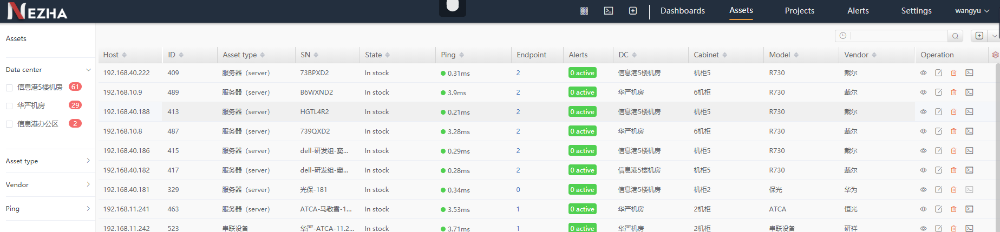 NEZHA Dashboards Assets Projects Alerts Settings wangyu
Assets
Host ID Asset type SN State Ping Endpoint Alerts DC Cabinet Model Vendor Operation
Data center
信息港5楼机房 61
华严机房 29
信息港办公区 2
Asset type
Vendor
Ping
192.168.40.222 409 服务器（server） 73BPXD2 In stock 0.31ms 2 0 active 信息港5楼机房 机柜5 R730 戴尔
192.168.10.9 489 服务器（server） B6WXND2 In stock 3.9ms 2 0 active 华严机房 6机柜 R730 戴尔
192.168.40.188 413 服务器（server） HGTL4R2 In stock 0.21ms 2 0 active 信息港5楼机房 机柜5 R730 戴尔
192.168.10.8 487 服务器（server） 739QXD2 In stock 3.28ms 2 0 active 华严机房 6机柜 R730 戴尔
192.168.40.186 415 服务器（server） dell-研发组-窦... In stock 0.29ms 2 0 active 信息港5楼机房 机柜5 R730 戴尔
192.168.40.182 417 服务器（server） dell-研发组-窦... In stock 0.28ms 2 0 active 信息港5楼机房 机柜5 R730 戴尔
192.168.40.181 329 服务器（server） 光保-181 In stock 0.34ms 0 0 active 信息港5楼机房 机柜2 保光 华为
192.168.11.241 463 服务器（server） ATCA-马敬雪-1... In stock 3.53ms 1 0 active 华严机房 2机柜 ATCA 恒光
192.168.11.242 523 串联设备 华严-ATCA-11.2... In stock 3.71ms 1 0 active 华严机房 2机柜 串联设备 研祥